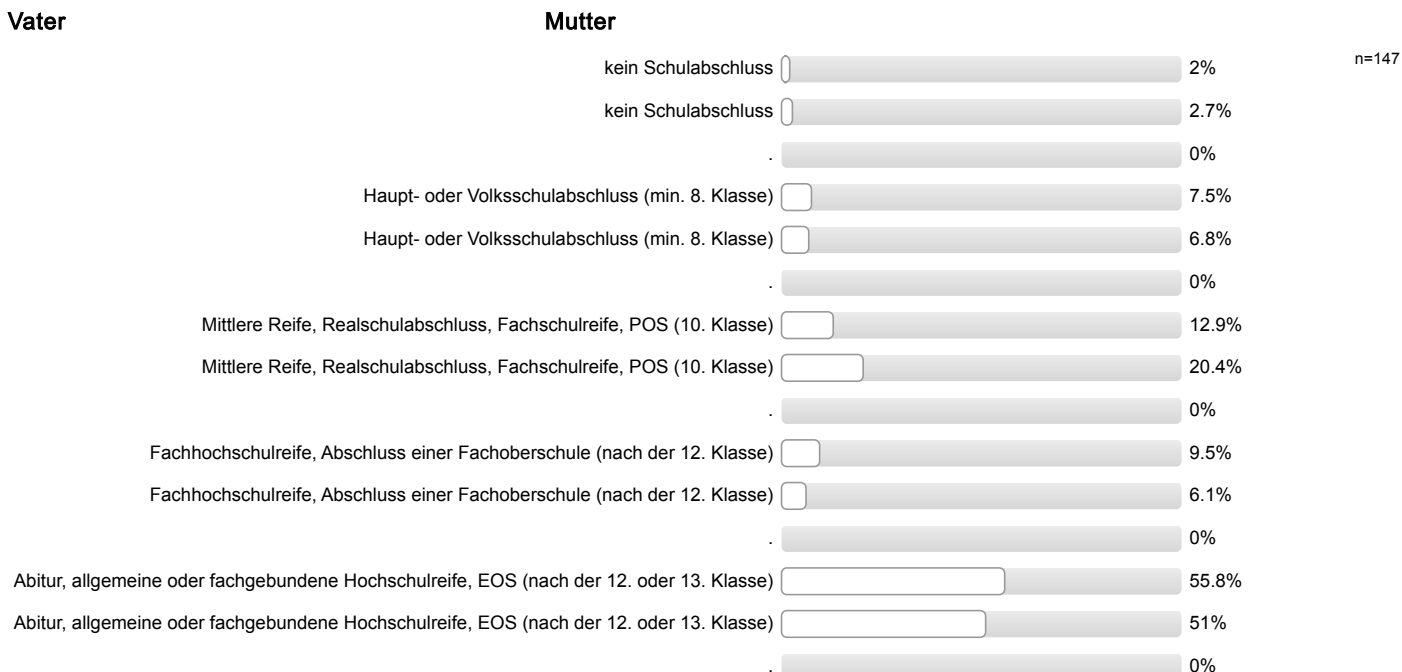 Vater Mutter
n=147
kein Schulabschluss 2%
kein Schulabschluss 2.7%
. 0%
Haupt- oder Volksschulabschluss (min. 8. Klasse) 7.5%
Haupt- oder Volksschulabschluss (min. 8. Klasse) 6.8%
. 0%
Mittlere Reife, Realschulabschluss, Fachschulreife, POS (10. Klasse) 12.9%
Mittlere Reife, Realschulabschluss, Fachschulreife, POS (10. Klasse) 20.4%
. 0%
Fachhochschulreife, Abschluss einer Fachoberschule (nach der 12. Klasse) 9.5%
Fachhochschulreife, Abschluss einer Fachoberschule (nach der 12. Klasse) 6.1%
. 0%
Abitur, allgemeine oder fachgebundene Hochschulreife, EOS (nach der 12. oder 13. Klasse) 55.8%
Abitur, allgemeine oder fachgebundene Hochschulreife, EOS (nach der 12. oder 13. Klasse) 51%
. 0%